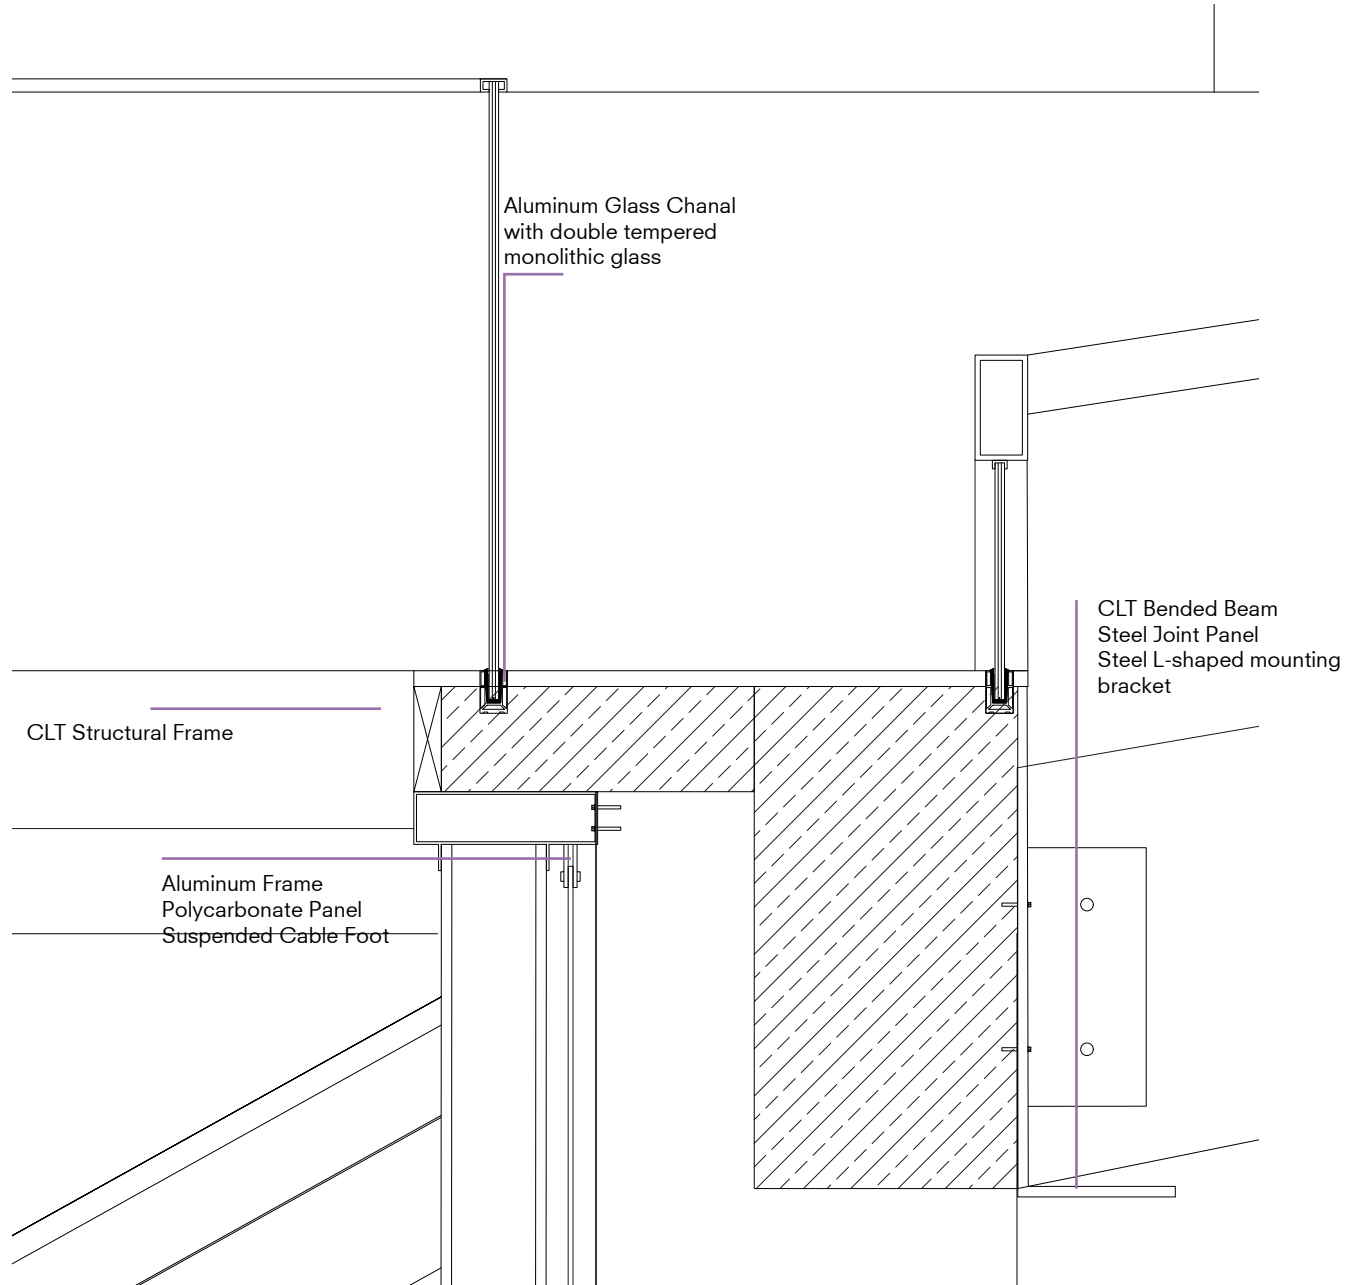 Aluminum Glass Chanal
with double tempered
monolithic glass
CLT Bended Beam
Steel Joint Panel
Steel L-shaped mounting
bracket
CLT Structural Frame
Aluminum Frame
Polycarbonate Panel
Suspended Cable Foot